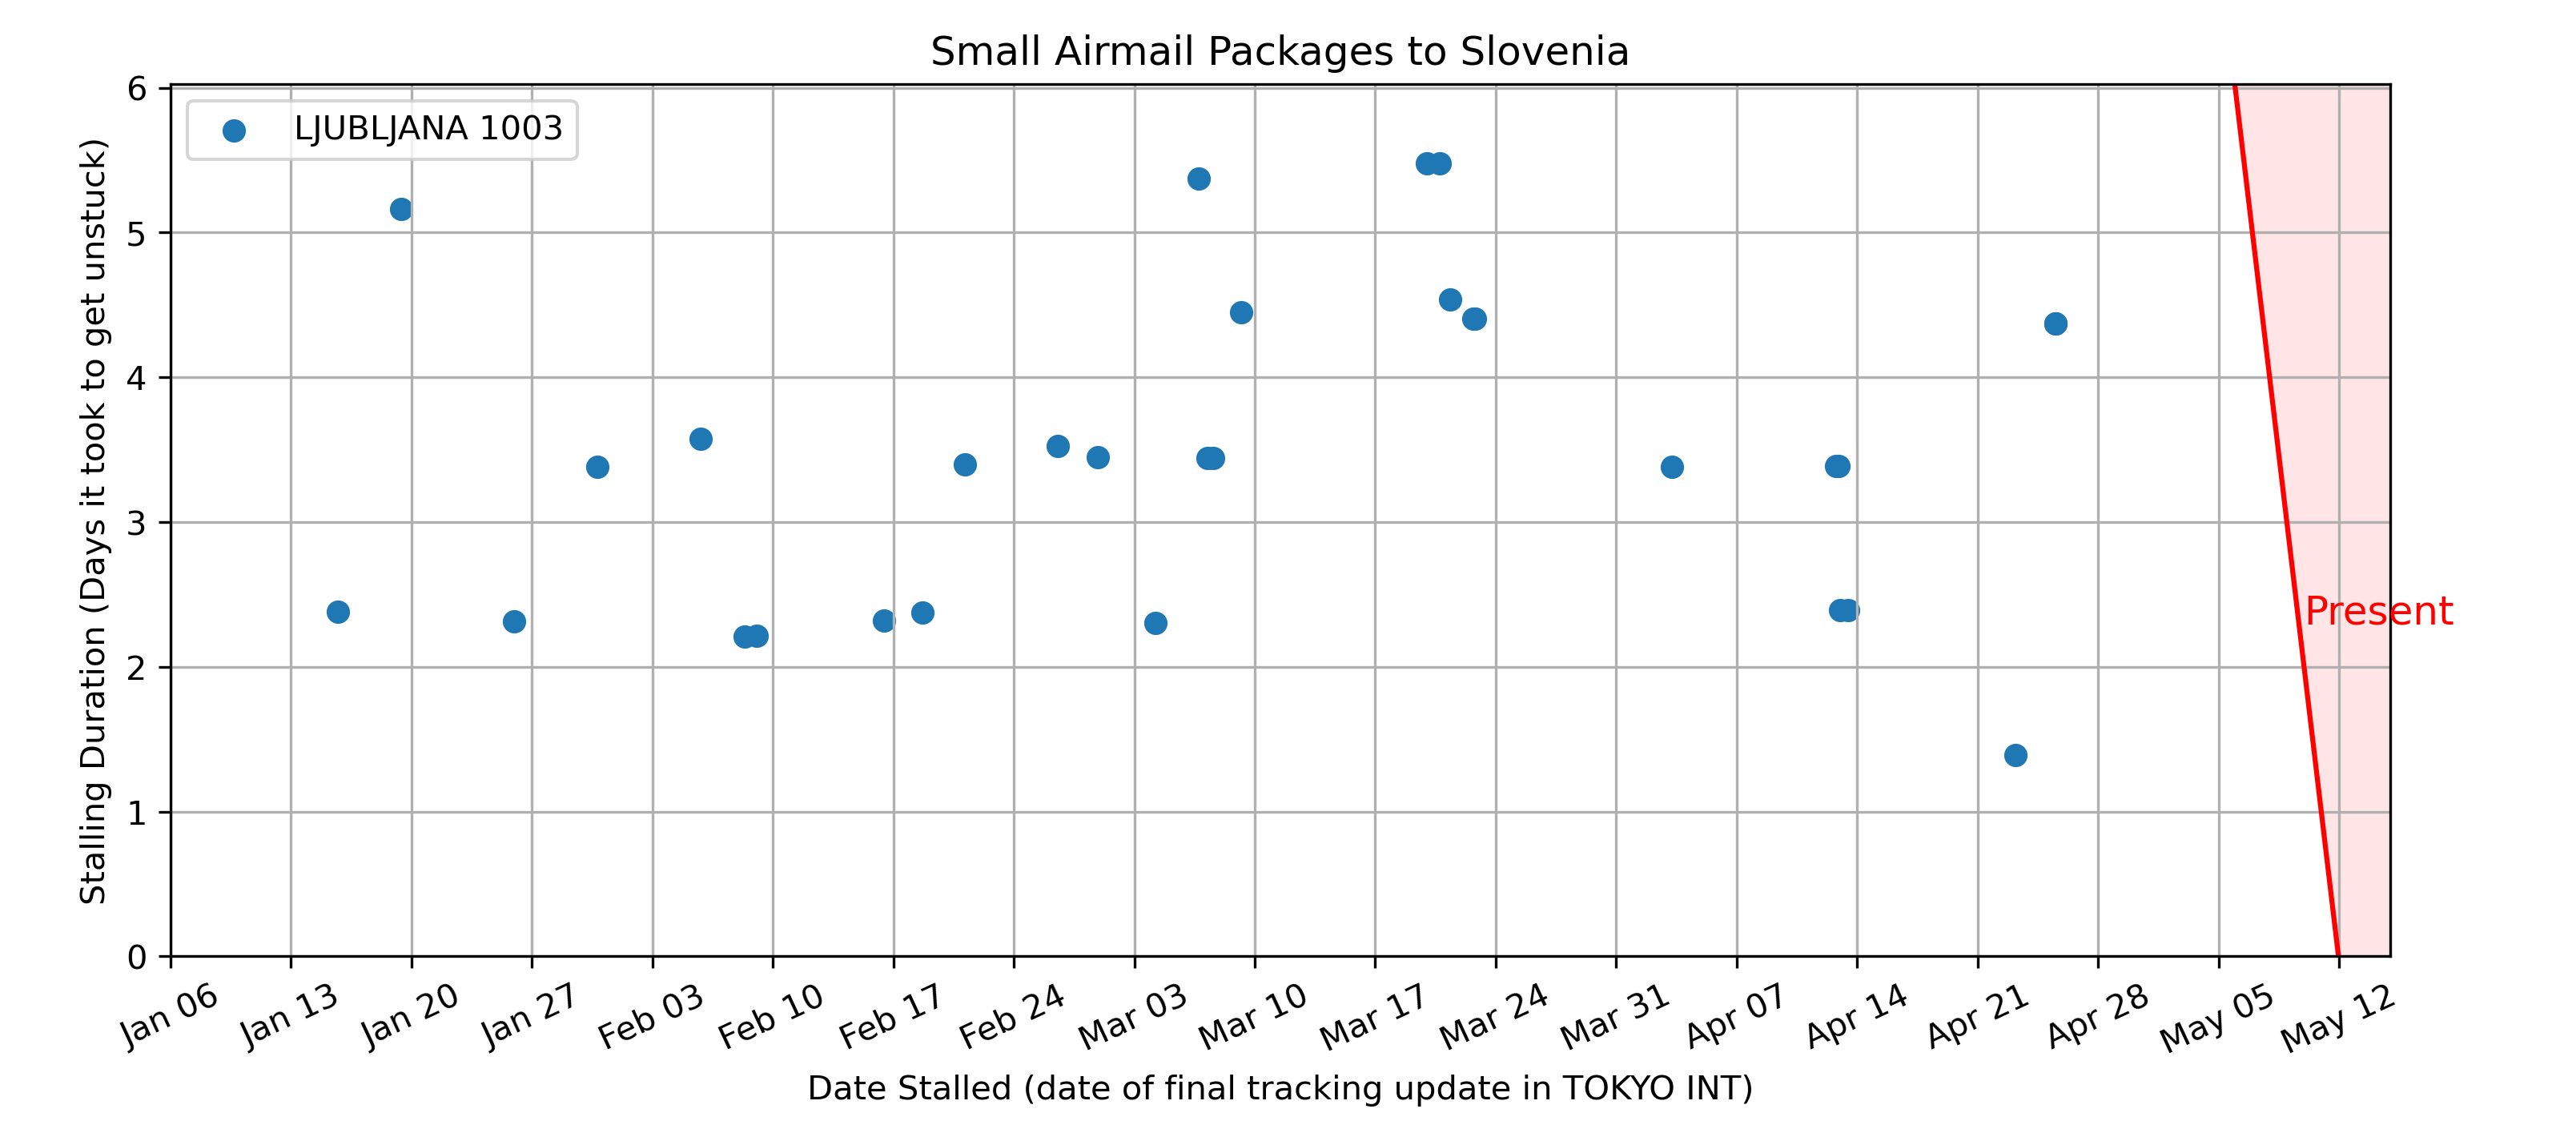 Small Airmail Packages to Slovenia
LJUBLJANA 1003
Stalling Duration (Days it took to get unstuck)
6
5
4
3
2
1
0
Present
Jan 06 Jan 13 Jan 20 Jan 27 Feb 03 Feb 10 Feb 17 Feb 24 Mar 03 Mar 10 Mar 17 Mar 24 Mar 31 Apr 07 Apr 14 Apr 21 Apr 28 May 05 May 12
Date Stalled (date of final tracking update in TOKYO INT)